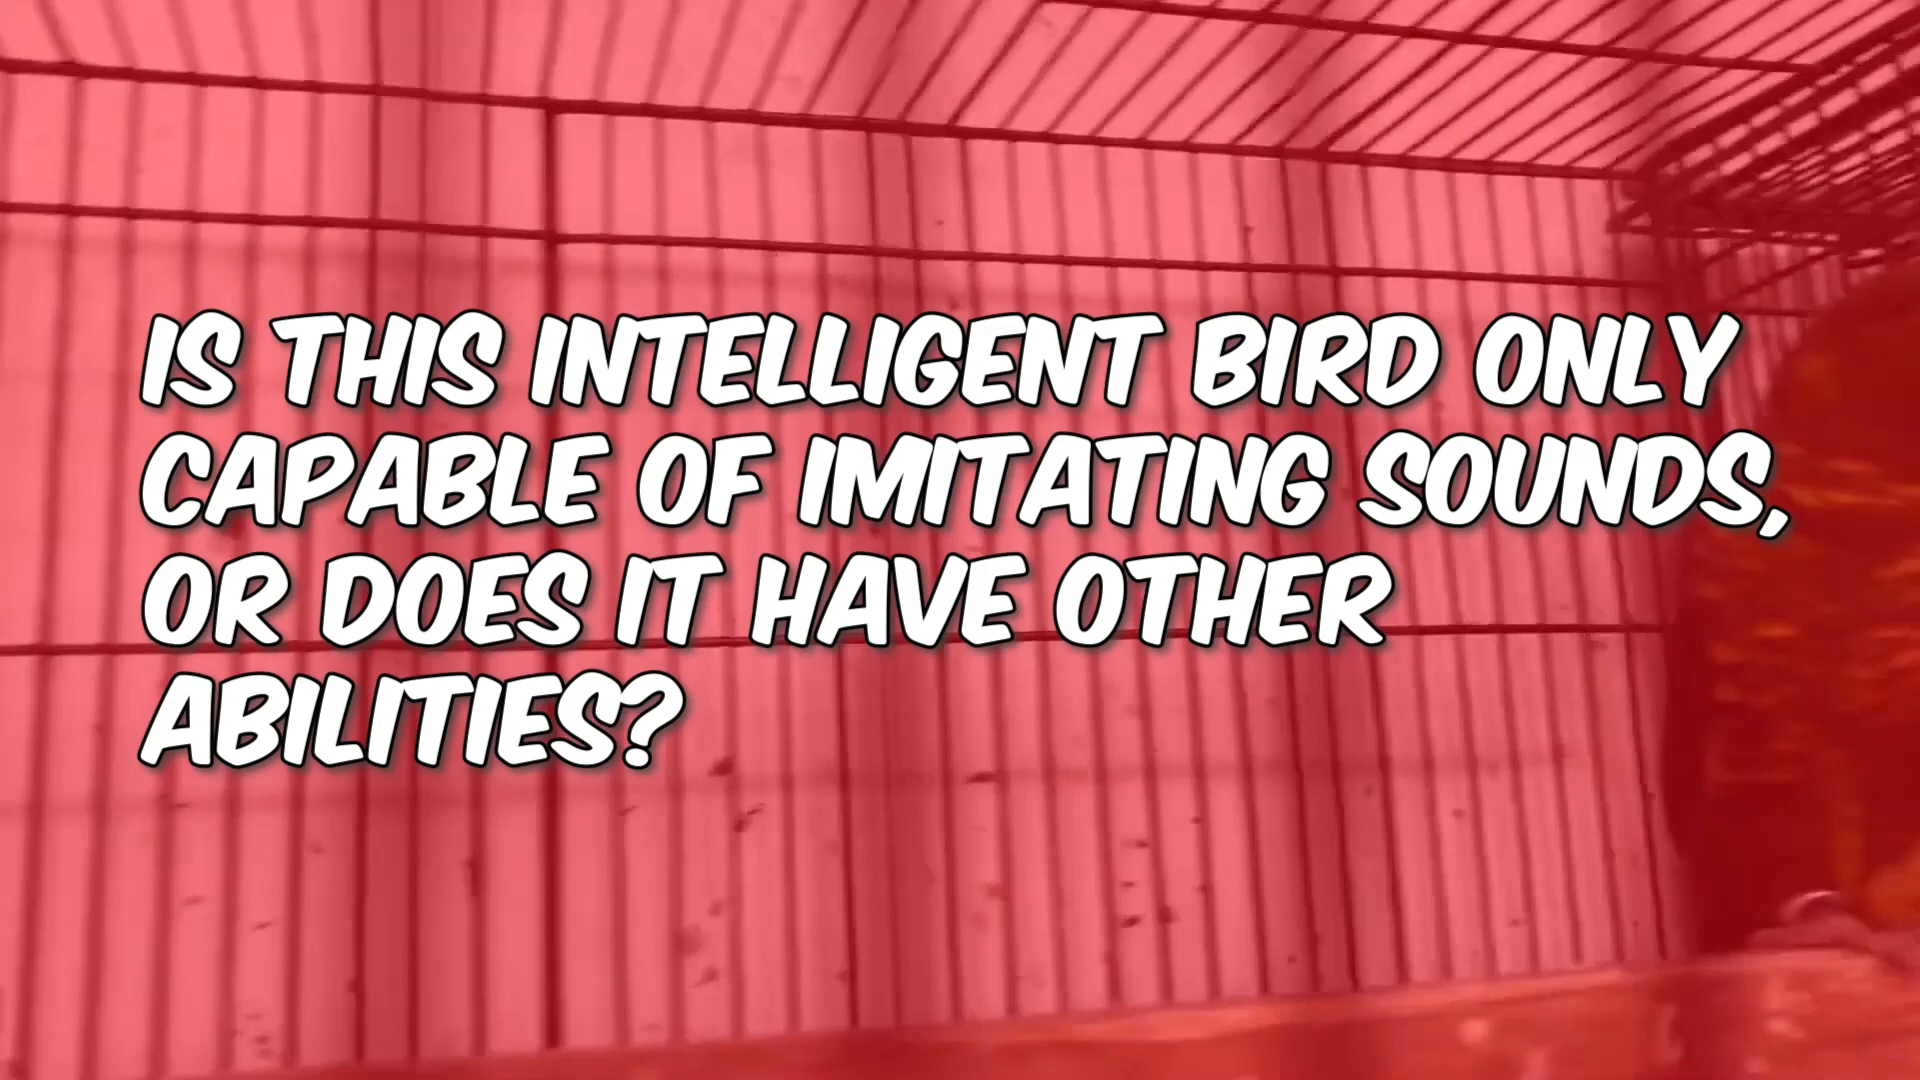 IS THIS INTELLIGENT BIRD ONLY
CAPABLE OF IMITATING SOUNDS,
OR DOES IT HAVE OTHER
ABILITIES?